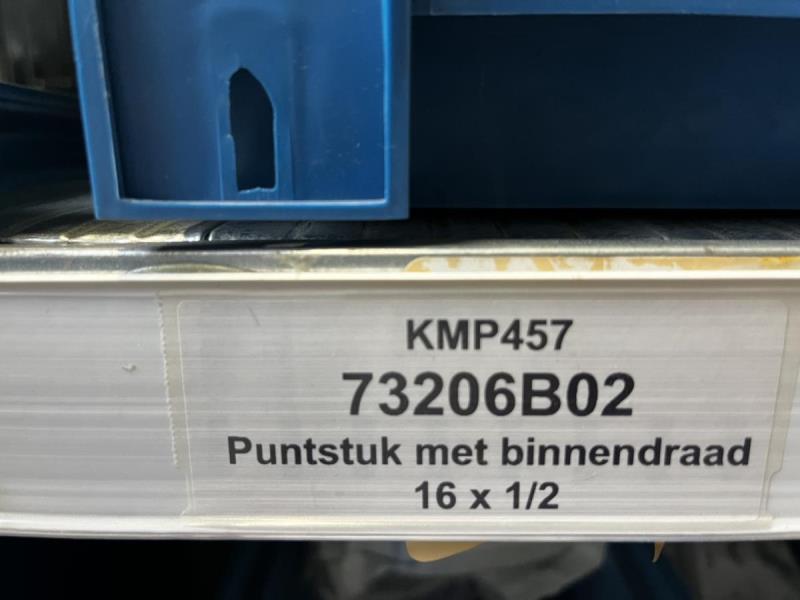 KMP457
73206B02
Puntstuk met binnendraad
16 x 1/2